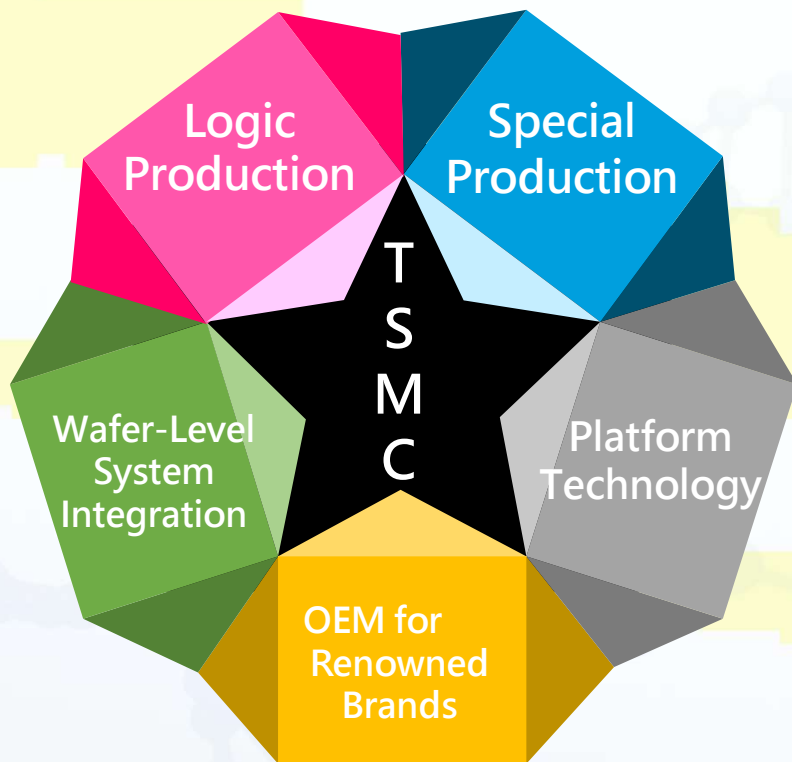 Logic
Production
Special
Production
T
S
M
C
Wafer-Level
System
Integration
Platform
Technology
OEM for
Renowned
Brands